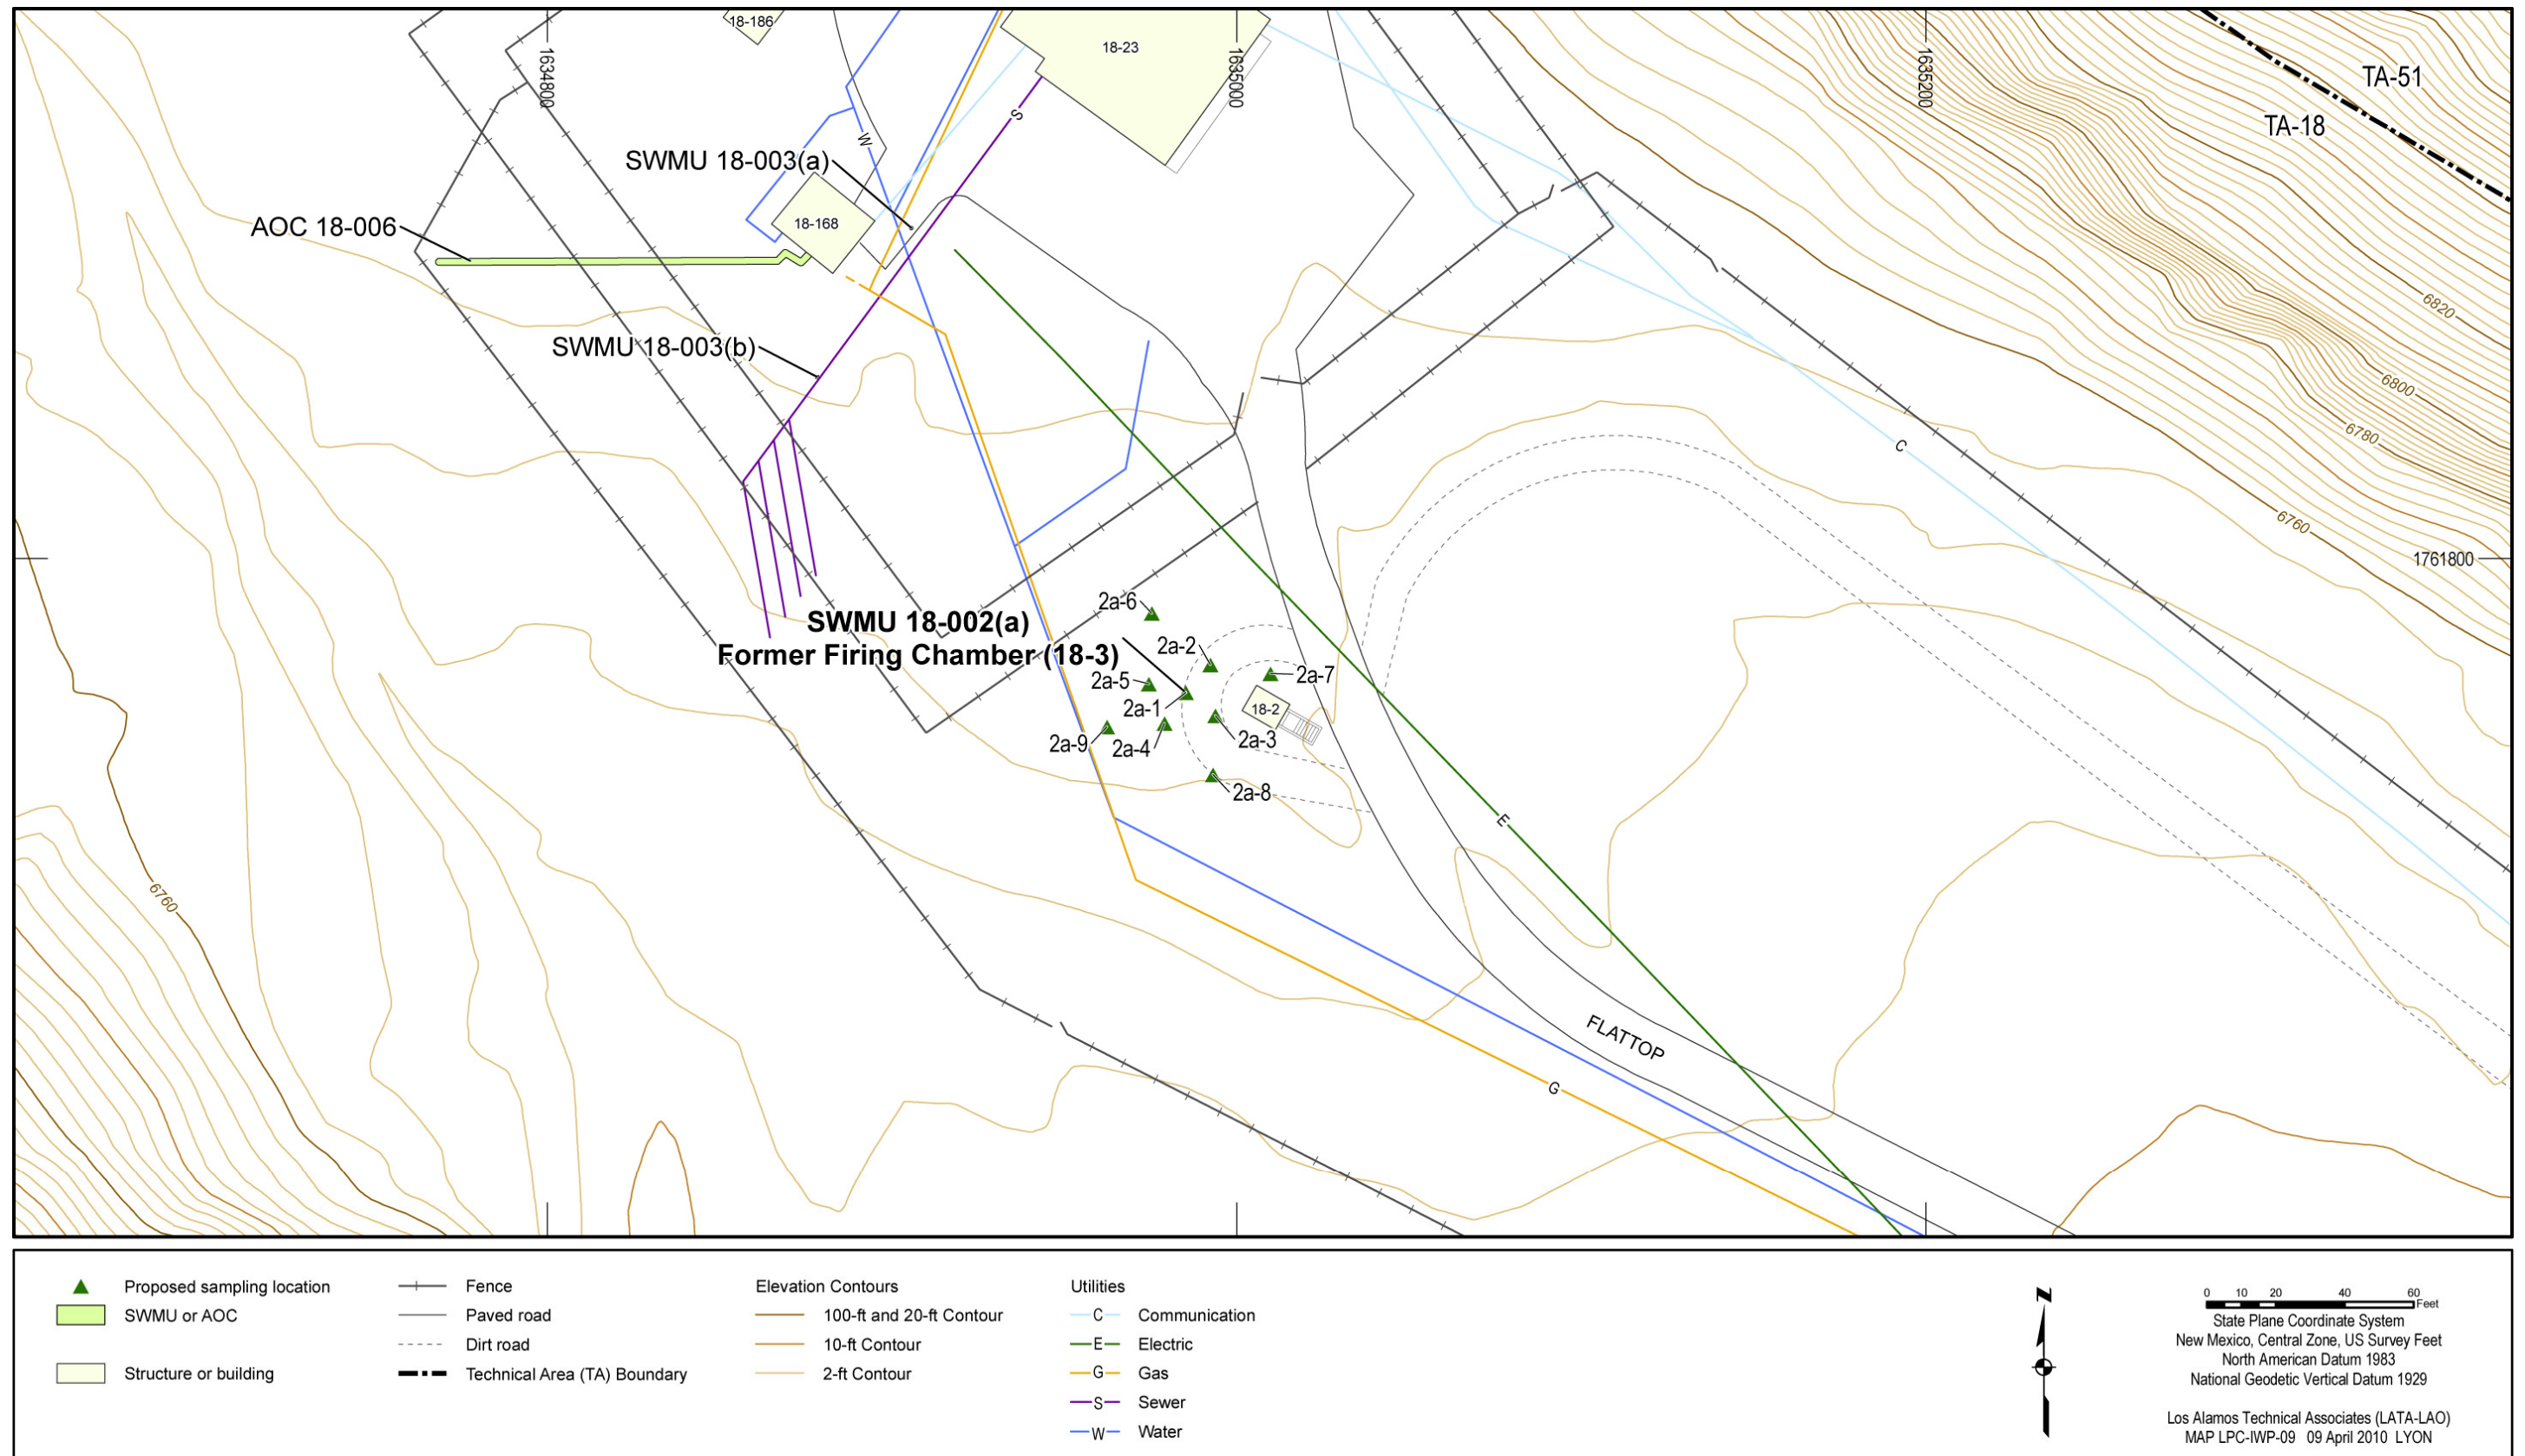 18-186
18-23
1634800
1635000
1635200
TA-51
TA-18
S
W
SWMU 18-003(a)
AOC 18-006
18-168
6820
SWMU 18-003(b)
6800
6780
C
6760
1761800
2a-6
SWMU 18-002(a)
Former Firing Chamber (18-3)
2a-2
2a-7
2a-5
2a-1
18-2
2a-9
2a-4
2a-3
2a-8
E
6760
FLATTOP
G
Proposed sampling location
SWMU or AOC
Structure or building
Fence
Paved road
Dirt road
Technical Area (TA) Boundary
Elevation Contours
100-ft and 20-ft Contour
10-ft Contour
2-ft Contour
Utilities
C Communication
E Electric
G Gas
S Sewer
W Water
N
0 10 20 40 60
Feet
State Plane Coordinate System
New Mexico, Central Zone, US Survey Feet
North American Datum 1983
National Geodetic Vertical Datum 1929
Los Alamos Technical Associates (LATA-LAO)
MAP LPC-IWP-09 09 April 2010 LYON